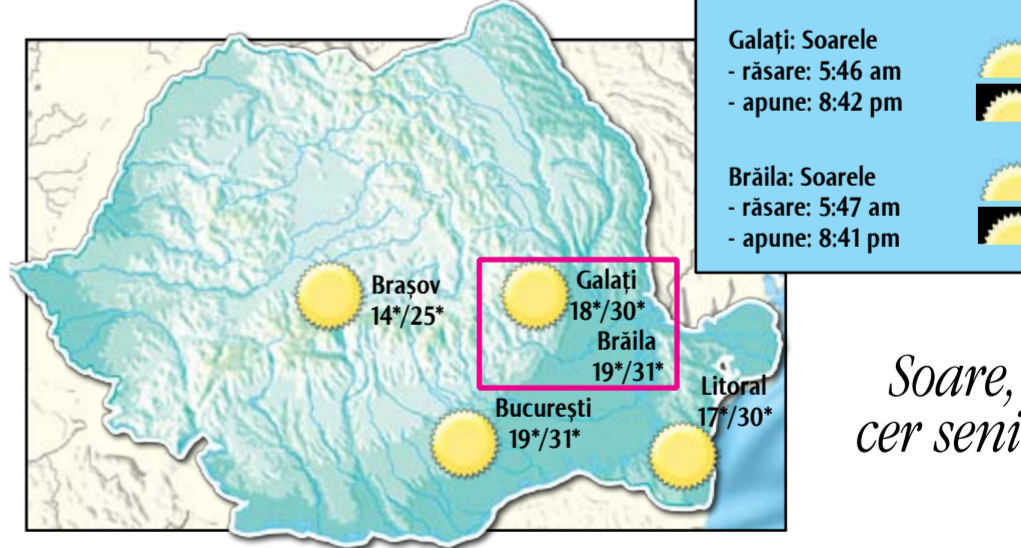 Galați: Soarele
- răsare: 5:46 am
- apune: 8:42 pm
Brăila: Soarele
- răsare: 5:47 am
- apune: 8:41 pm
Brașov
14*/25*
Galați
18*/30*
Brăila
19*/31*
Litoral
17*/30*
București
19*/31*
Soare,
cer seni